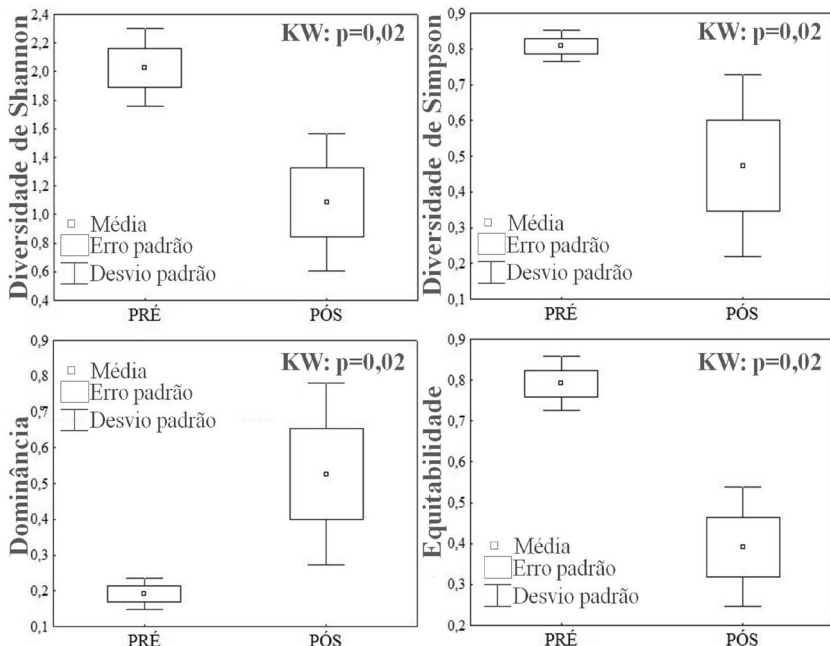 Diversidade de Shannon
2,4
2,2
2,0
1,8
1,6
1,4
1,2
1,0
0,8
0,6
0,4
KW: p=0,02
Média
Erro padrão
Desvio padrão
PRÉ PÓS
Diversidade de Simpson
0,9
0,8
0,7
0,6
0,5
0,4
0,3
0,2
0,1
KW: p=0,02
Média
Erro padrão
Desvio padrão
PRÉ PÓS
Dominância
0,9
0,8
0,7
0,6
0,5
0,4
0,3
0,2
0,1
KW: p=0,02
Média
Erro padrão
Desvio padrão
PRÉ PÓS
Equitabilidade
0,9
0,8
0,7
0,6
0,5
0,4
0,3
0,2
KW: p=0,02
Média
Erro padrão
Desvio padrão
PRÉ PÓS